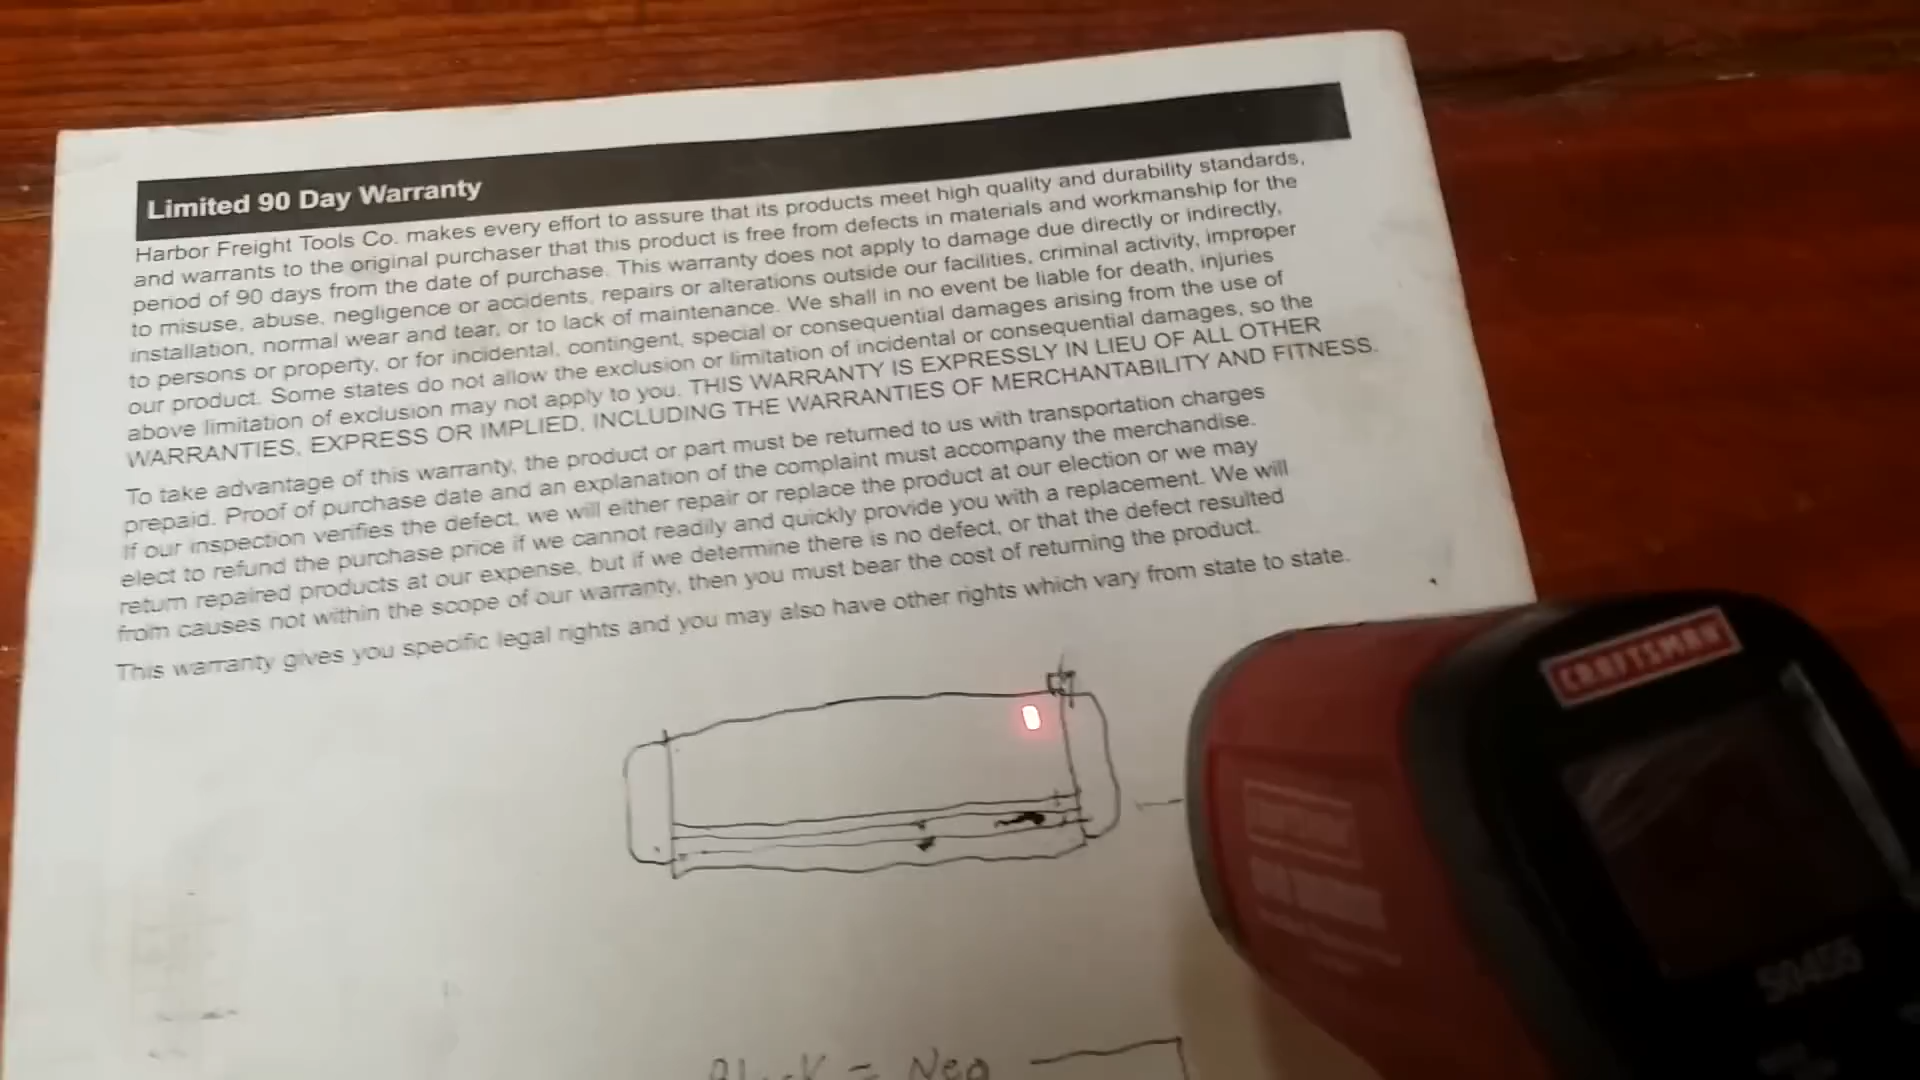 Limited 90 Day Warranty
Harbor Freight Tools Co. makes every effort to assure that its products meet high quality and durability standards,
and warrants to the original purchaser that this product is free from defects in materials and workmanship for the
period of 90 days from the date of purchase. This warranty does not apply to damage due directly or indirectly,
to misuse, abuse, negligence or accidents, repairs or alterations outside our facilities, criminal activity, improper
installation, normal wear and tear, or to lack of maintenance. We shall in no event be liable for death, injuries
to persons or property, or for incidental, contingent, special or consequential damages arising from the use of
our product. Some states do not allow the exclusion or limitation of incidental or consequential damages, so the
above limitation of exclusion may not apply to you. THIS WARRANTY IS EXPRESSLY IN LIEU OF ALL OTHER
WARRANTIES, EXPRESS OR IMPLIED, INCLUDING THE WARRANTIES OF MERCHANTABILITY AND FITNESS.
To take advantage of this warranty, the product or part must be returned to us with transportation charges
prepaid. Proof of purchase date and an explanation of the complaint must accompany the merchandise.
If our inspection verifies the defect, we will either repair or replace the product at our election or we may
elect to refund the purchase price if we cannot readily and quickly provide you with a replacement. We will
return repaired products at our expense, but if we determine there is no defect, or that the defect resulted
from causes not within the scope of our warranty, then you must bear the cost of returning the product.
This warranty gives you specific legal rights and you may also have other rights which vary from state to state.
CRAFTSMAN
50455
= Neg